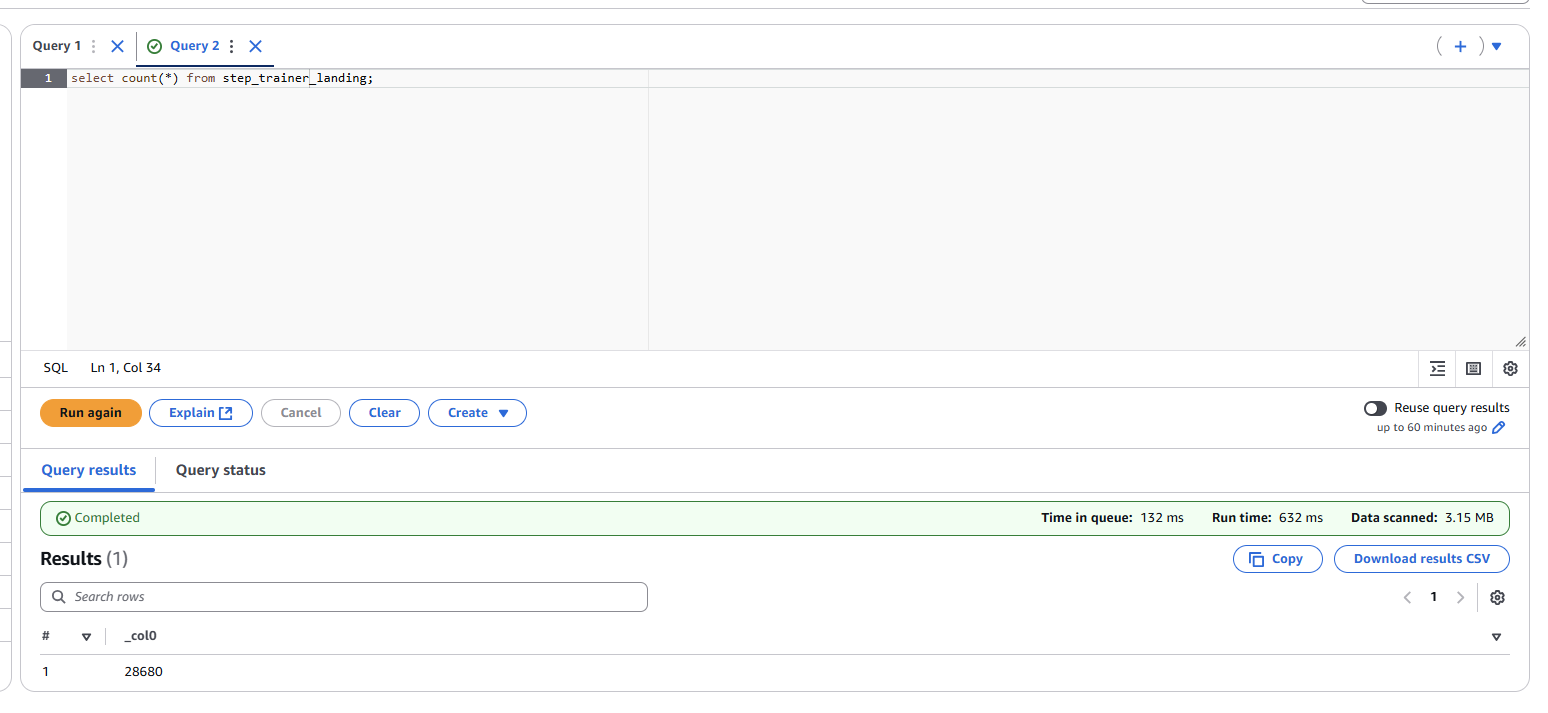 Query 1 Query 2
1 select count(*) from step_trainer_landing;
SQL Ln 1, Col 34
Run again Explain Cancel Clear Create
Reuse query results
up to 60 minutes ago
Query results Query status
Completed Time in queue: 132 ms Run time: 632 ms Data scanned: 3.15 MB
Results (1) Copy Download results CSV
Search rows 1
# _col0
1 28680